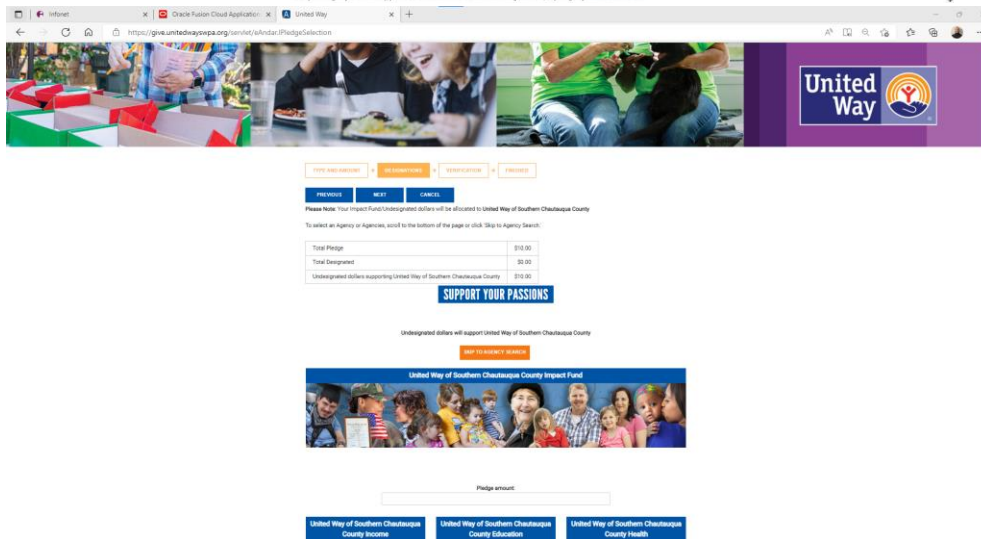 Infonet
Oracle Fusion Cloud Application
United Way
https://give.unitedwayswpa.org/servlet/eAndar.IPledgeSelection
United
Way
TYPE AND AMOUNT
DESIGNATIONS
VERIFICATION
FINISHED
PREVIOUS
NEXT
CANCEL
Please Note: Your Impact Fund/Undesignated dollars will be allocated to United Way of Southern Chautauqua County
To select an Agency or Agencies, scroll to the bottom of the page or click 'Skip to Agency Search.'
Total Pledge $10.00
Total Designated $0.00
Undesignated dollars supporting United Way of Southern Chautauqua County $10.00
SUPPORT YOUR PASSIONS
Undesignated dollars will support United Way of Southern Chautauqua County
SKIP TO AGENCY SEARCH
United Way of Southern Chautauqua County Impact Fund
Pledge amount:
United Way of Southern Chautauqua
County Income
United Way of Southern Chautauqua
County Education
United Way of Southern Chautauqua
County Health